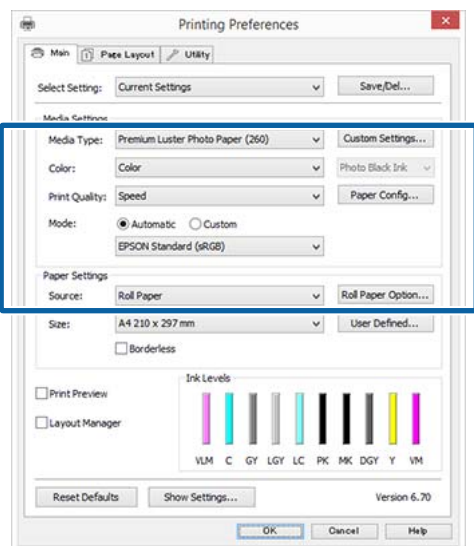 Printing Preferences
Main Page Layout Utility
Select Setting: Current Settings Save/Del...
Media Settings
Media Type: Premium Luster Photo Paper (260) Custom Settings...
Color: Color Photo Black Ink
Print Quality: Speed Paper Config...
Mode: Automatic Custom
EPSON Standard (sRGB)
Paper Settings
Source: Roll Paper Roll Paper Option...
Size: A4 210 x 297 mm User Defined...
Borderless
Print Preview
Layout Manager
Ink Levels
VLM C GY LGY LC PK MK DGY Y VM
Reset Defaults Show Settings... Version 6.70
OK Cancel Help